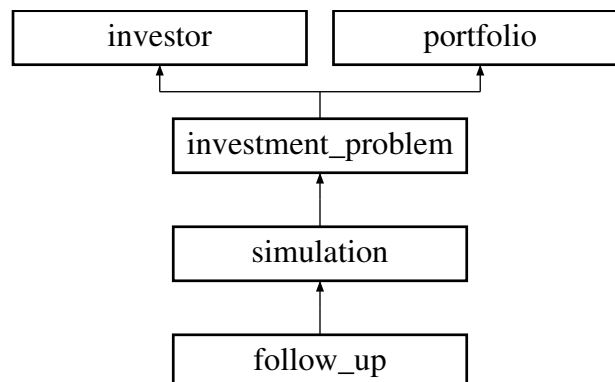 investor
portfolio
investment_problem
simulation
follow_up